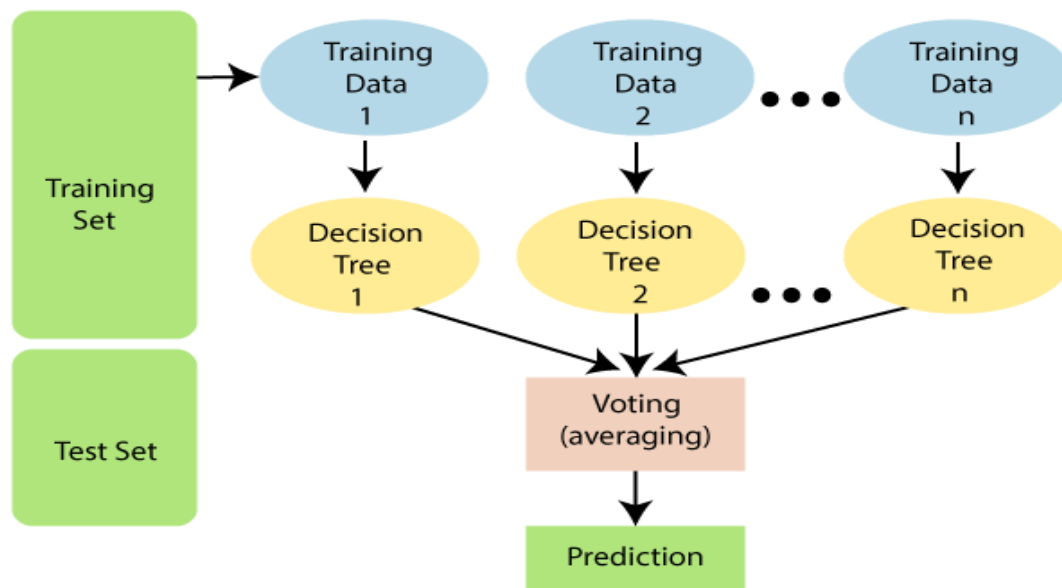 Training
Set
Test Set
Training
Data
1
Training
Data
2
Training
Data
n
Decision
Tree
1
Decision
Tree
2
Decision
Tree
n
Voting
(averaging)
Prediction